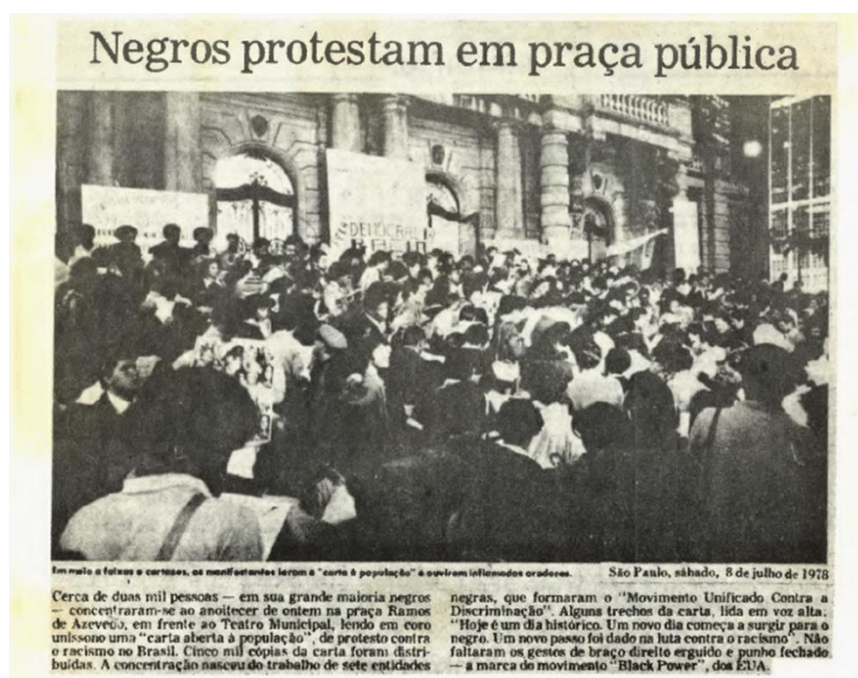 Negros protestam em praça pública
DEMOCRA
RACIA
Em meio a faixas e cartazes, os manifestantes leram a "carta à população" e ouviram inflamados oradores.
São Paulo, sábado, 8 de julho de 1978
Cerca de duas mil pessoas — em sua grande maioria negros
— concentraram-se ao anoitecer de ontem na praça Ramos
de Azevedo, em frente ao Teatro Municipal, lendo em coro
uníssono uma "carta aberta à população", de protesto contra
o racismo no Brasil. Cinco mil cópias da carta foram distri-
buídas. A concentração nasceu do trabalho de sete entidades
negras, que formaram o "Movimento Unificado Contra a
Discriminação". Alguns trechos da carta, lida em voz alta:
"Hoje é um dia histórico. Um novo dia começa a surgir para o
negro. Um novo passo foi dado na luta contra o racismo". Não
faltaram os gestos de braço direito erguido e punho fechado
— a marca do movimento "Black Power", dos EUA.